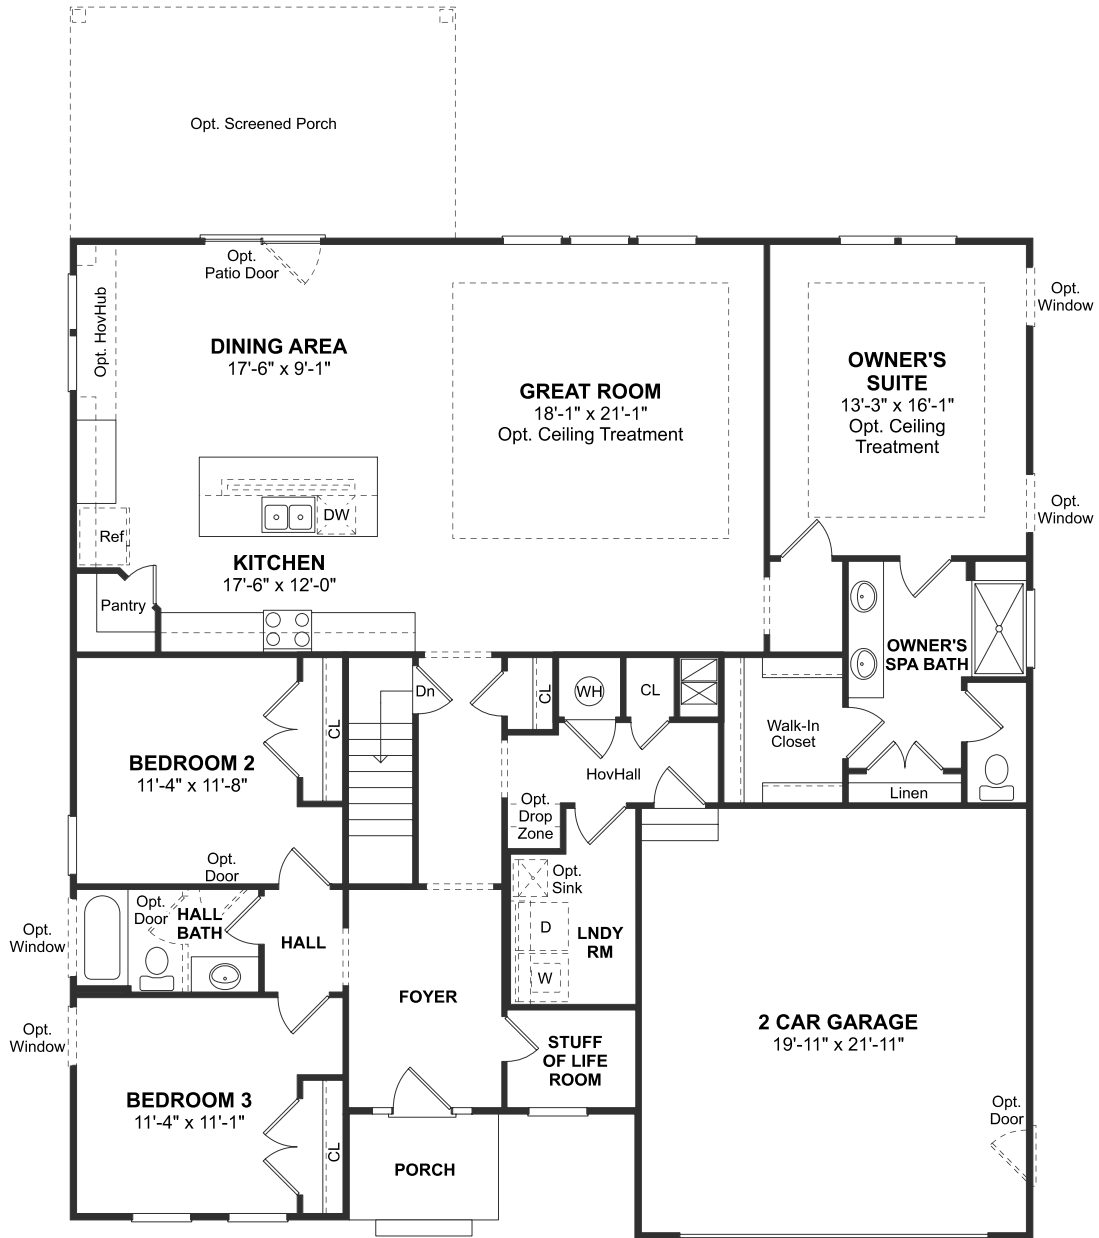 Opt. Screened Porch
Opt.
Patio Door
Opt. HovHub
DINING AREA
17'-6" x 9'-1"
GREAT ROOM
18'-1" x 21'-1"
Opt. Ceiling Treatment
OWNER'S
SUITE
13'-3" x 16'-1"
Opt. Ceiling
Treatment
Opt.
Window
Opt.
Window
DW
Ref
KITCHEN
17'-6" x 12'-0"
Pantry
OWNER'S
SPA BATH
Dn
CL
WH
CL
CL
Walk-In
Closet
BEDROOM 2
11'-4" x 11'-8"
HovHall
Linen
Opt.
Drop
Zone
Opt.
Door
Opt.
Sink
Opt.
Door
HALL
BATH
Opt.
Window
HALL
D
LNDY
RM
W
FOYER
2 CAR GARAGE
19'-11" x 21'-11"
Opt.
Window
STUFF
OF LIFE
ROOM
BEDROOM 3
11'-4" x 11'-1"
CL
Opt.
Door
PORCH